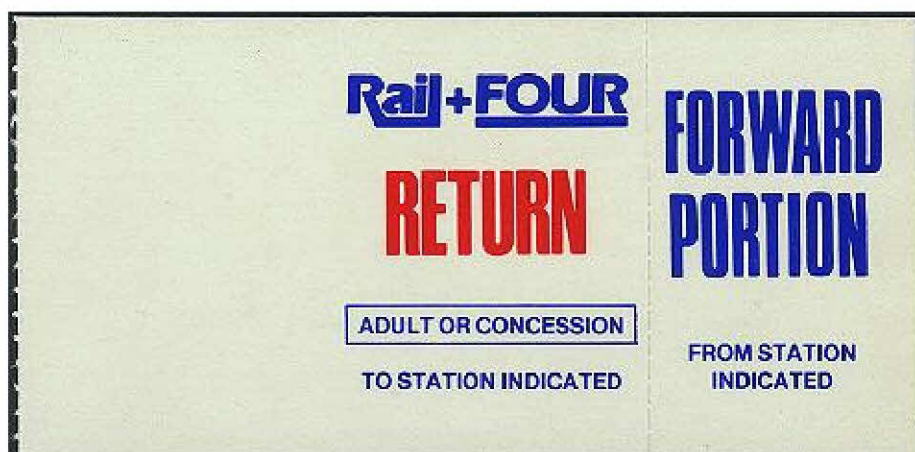 Rail+FOUR
RETURN
ADULT OR CONCESSION
TO STATION INDICATED
FORWARD
PORTION
FROM STATION
INDICATED